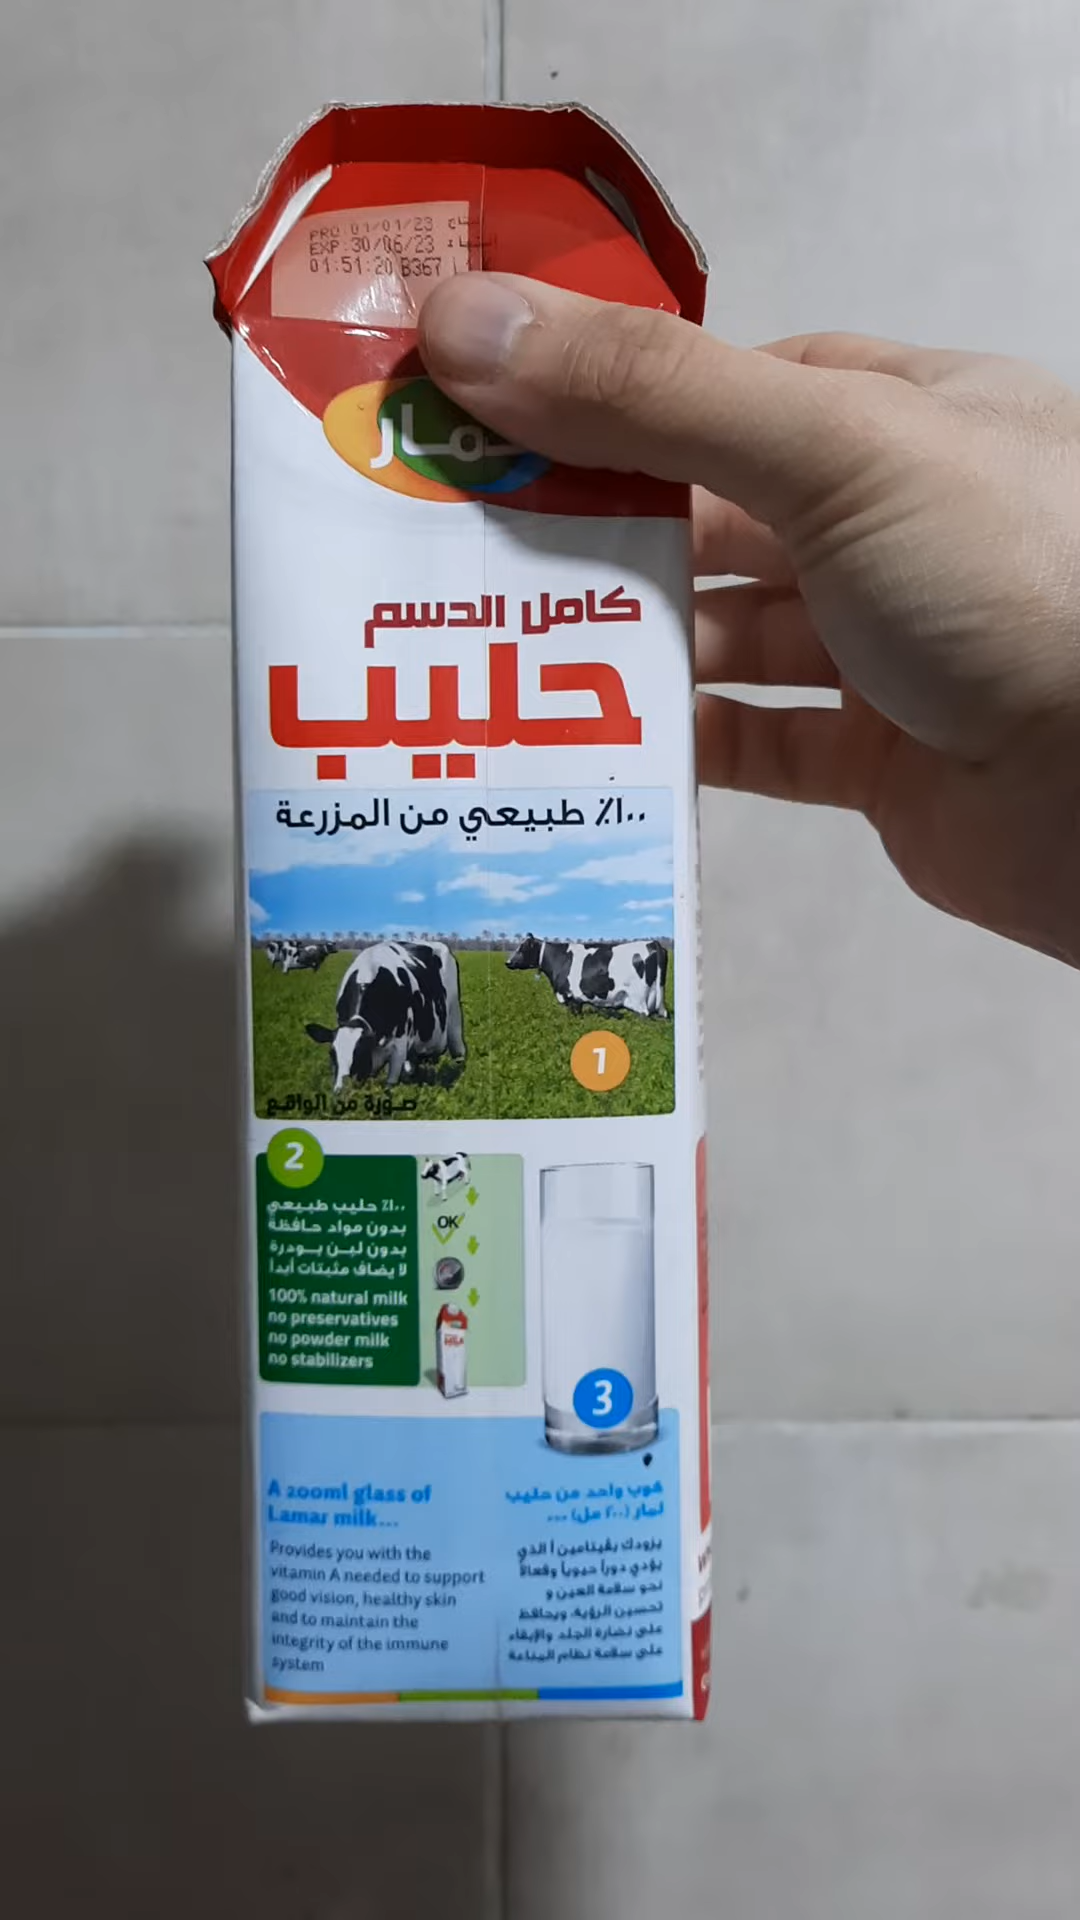 PRO:01/01/23
EXP:30/06/23
01:51:20 B367
كامل الدسم
حليب
١٠٠٪ طبيعي من المزرعة
1
صورة من الواقع
2
١٠٠٪ حليب طبيعي
بدون مواد حافظة
بدون لبن بودرة
لا يضاف مثبتات أبداً
100% natural milk
no preservatives
no powder milk
no stabilizers
OK
3
A 200ml glass of
Lamar milk...
Provides you with the
vitamin A needed to support
good vision, healthy skin
and to maintain the
integrity of the immune
system
كوب واحد من حليب
لمار (٢٠٠ مل) ...
يزودك بڤيتامين أ الذي
يؤدي دوراً حيوياً وفعالاً
نحو سلامة العين و
تحسين الرؤية، ويحافظ
على نضارة الجلد والإبقاء
على سلامة نظام المناعة